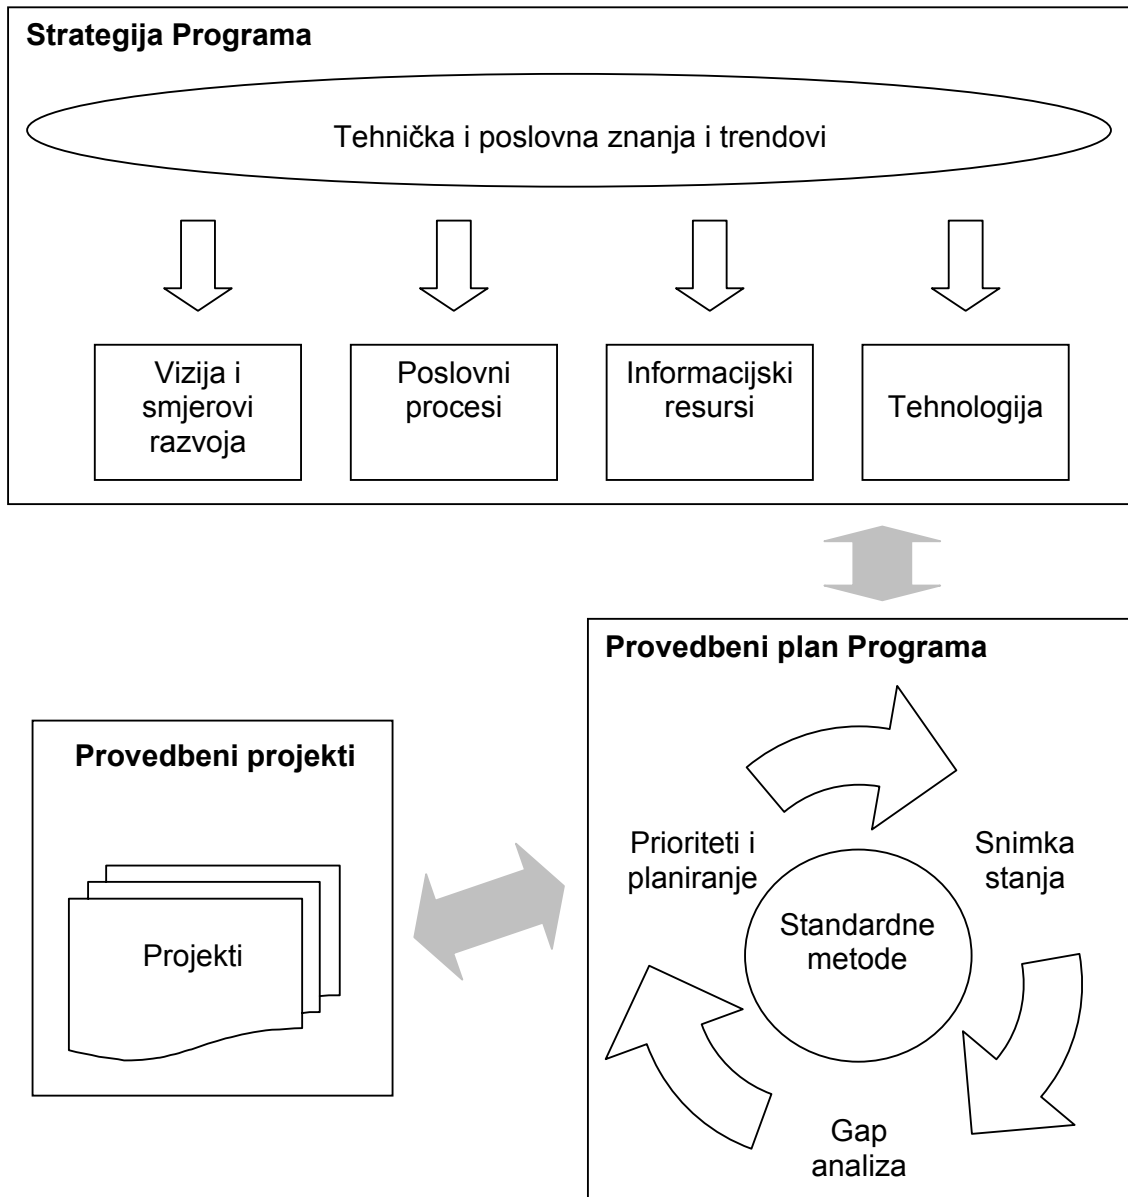 Strategija Programa
Tehnička i poslovna znanja i trendovi
Vizija i
smjerovi
razvoja
Poslovni
procesi
Informacijski
resursi
Tehnologija
Provedbeni plan Programa
Provedbeni projekti
Projekti
Prioriteti i
planiranje
Snimka
stanja
Standardne
metode
Gap
analiza